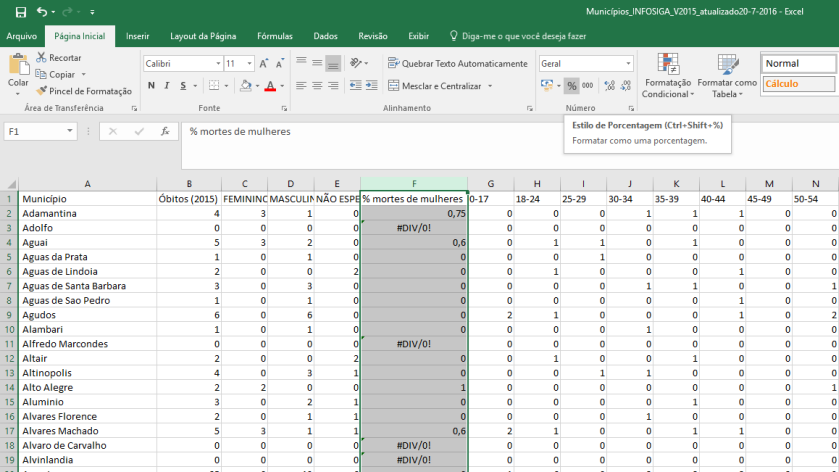 Municípios_INFOSIGA_V2015_atualizado20-7-2016 - Excel
Arquivo Página Inicial Inserir Layout da Página Fórmulas Dados Revisão Exibir Diga-me o que você deseja fazer
Colar
Recortar
Copiar
Pincel de Formatação
Área de Transferência
Calibri 11 A A
N I S A
Fonte
Quebrar Texto Automaticamente
Mesclar e Centralizar
Alinhamento
Geral
% 000
Número
Formatação Condicional
Formatar como Tabela
Normal
Cálculo
F1 fx % mortes de mulheres
Estilo de Porcentagem (Ctrl+Shift+%)
Formatar como uma porcentagem.
A B C D E F G H I J K L M N
1 Município Óbitos (2015) FEMININO MASCULIN NÃO ESPE % mortes de mulheres 0-17 18-24 25-29 30-34 35-39 40-44 45-49 50-54
2 Adamantina 4 3 1 0 0,75 0 0 0 1 1 1 0 0
3 Adolfo 0 0 0 0 #DIV/0! 0 0 0 0 0 0 0 0
4 Aguai 5 3 2 0 0,6 0 1 1 0 1 0 0 0
5 Aguas da Prata 1 0 1 0 0 0 0 1 0 0 0 0 0
6 Aguas de Lindoia 2 0 0 2 0 0 1 0 0 0 1 0 0
7 Aguas de Santa Barbara 3 0 3 0 0 0 0 0 1 1 0 0 1
8 Aguas de Sao Pedro 1 0 1 0 0 0 0 0 0 0 1 0 0
9 Agudos 6 0 6 0 0 2 1 0 0 0 1 0 2
10 Alambari 1 0 1 0 0 0 0 0 1 0 0 0 0
11 Alfredo Marcondes 0 0 0 0 #DIV/0! 0 0 0 0 0 0 0 0
12 Altair 2 0 0 2 0 0 1 0 0 1 0 0 0
13 Altinopolis 4 0 3 1 0 0 0 1 1 0 0 0 0
14 Alto Alegre 2 2 0 0 1 0 0 0 0 0 0 0 1
15 Aluminio 3 0 2 1 0 0 0 0 0 1 0 0 0
16 Alvares Florence 2 0 1 1 0 0 0 0 1 0 0 0 0
17 Alvares Machado 5 3 1 1 0,6 2 1 0 0 1 1 0 0
18 Alvaro de Carvalho 0 0 0 0 #DIV/0! 0 0 0 0 0 0 0 0
19 Alvinlandia 0 0 0 0 #DIV/0! 0 0 0 0 0 0 0 0